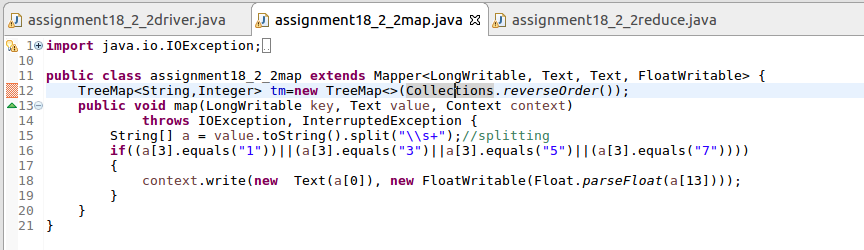 assignment18_2_2driver.java assignment18_2_2map.java assignment18_2_2reduce.java
1 import java.io.IOException;
10
11 public class assignment18_2_2map extends Mapper<LongWritable, Text, Text, FloatWritable> {
12 TreeMap<String,Integer> tm=new TreeMap<>(Collections.reverseOrder());
13 public void map(LongWritable key, Text value, Context context)
14 throws IOException, InterruptedException {
15 String[] a = value.toString().split("\\s+");//splitting
16 if((a[3].equals("1"))||(a[3].equals("3")||a[3].equals("5")||(a[3].equals("7"))))
17 {
18 context.write(new  Text(a[0]), new FloatWritable(Float.parseFloat(a[13])));
19 }
20 }
21 }